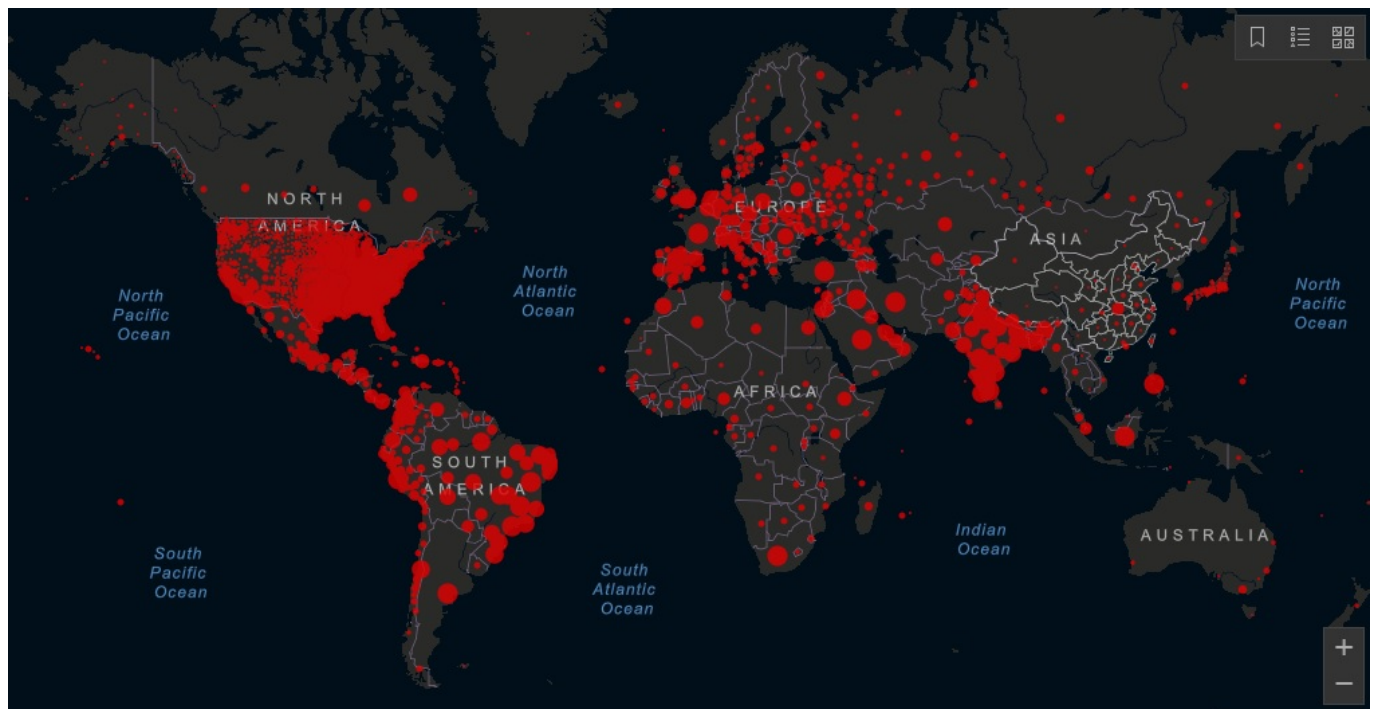 NORTH
AMERICA
EUROPE
ASIA
North
Atlantic
Ocean
North
Pacific
Ocean
North
Pacific
Ocean
AFRICA
SOUTH
AMERICA
Indian
Ocean
AUSTRALIA
South
Pacific
Ocean
South
Atlantic
Ocean
+
−